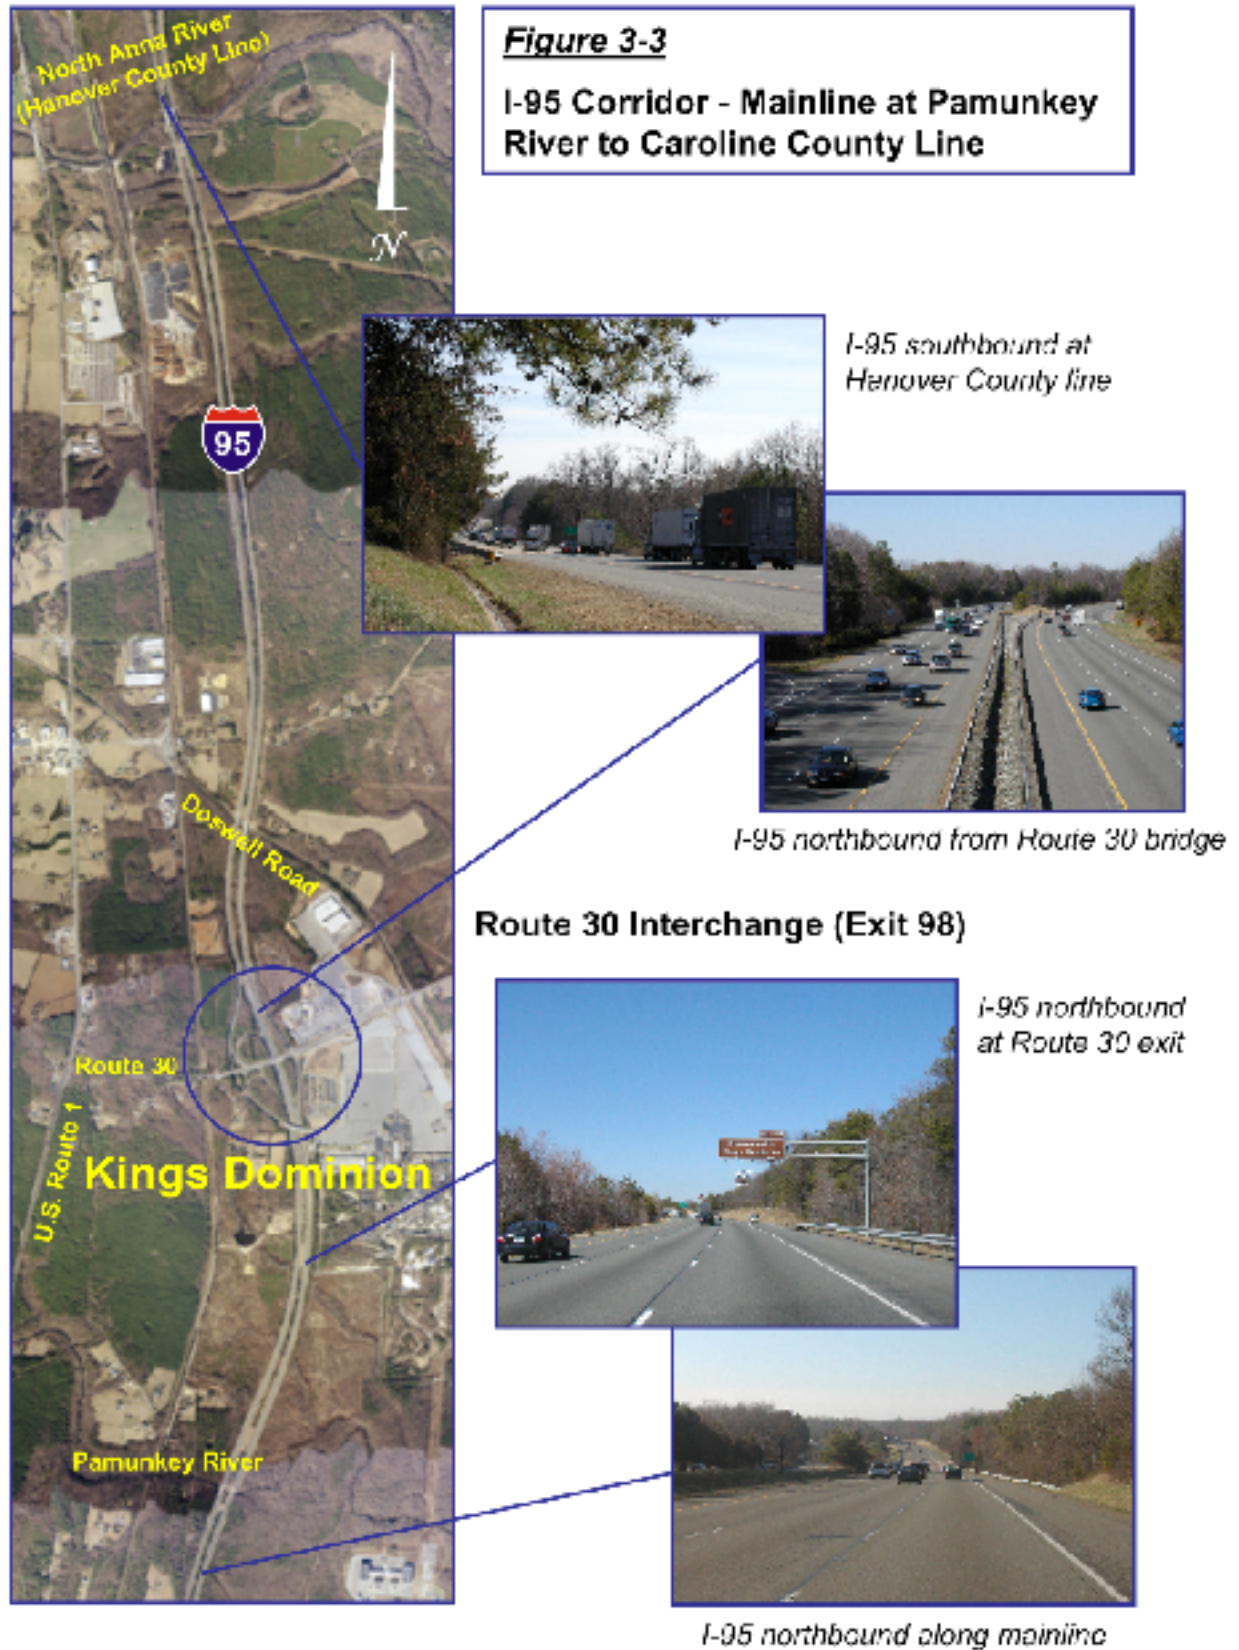 North Anna River
(Hanover County Line)
Figure 3-3
I-95 Corridor - Mainline at Pamunkey
River to Caroline County Line
N
I-95 southbound at
Hanover County line
95
I-95 northbound from Route 30 bridge
Doswell Road
Route 30 Interchange (Exit 98)
I-95 northbound
at Route 30 exit
Route 30
U.S. Route 1
Kings Dominion
Pamunkey River
I-95 northbound along mainline